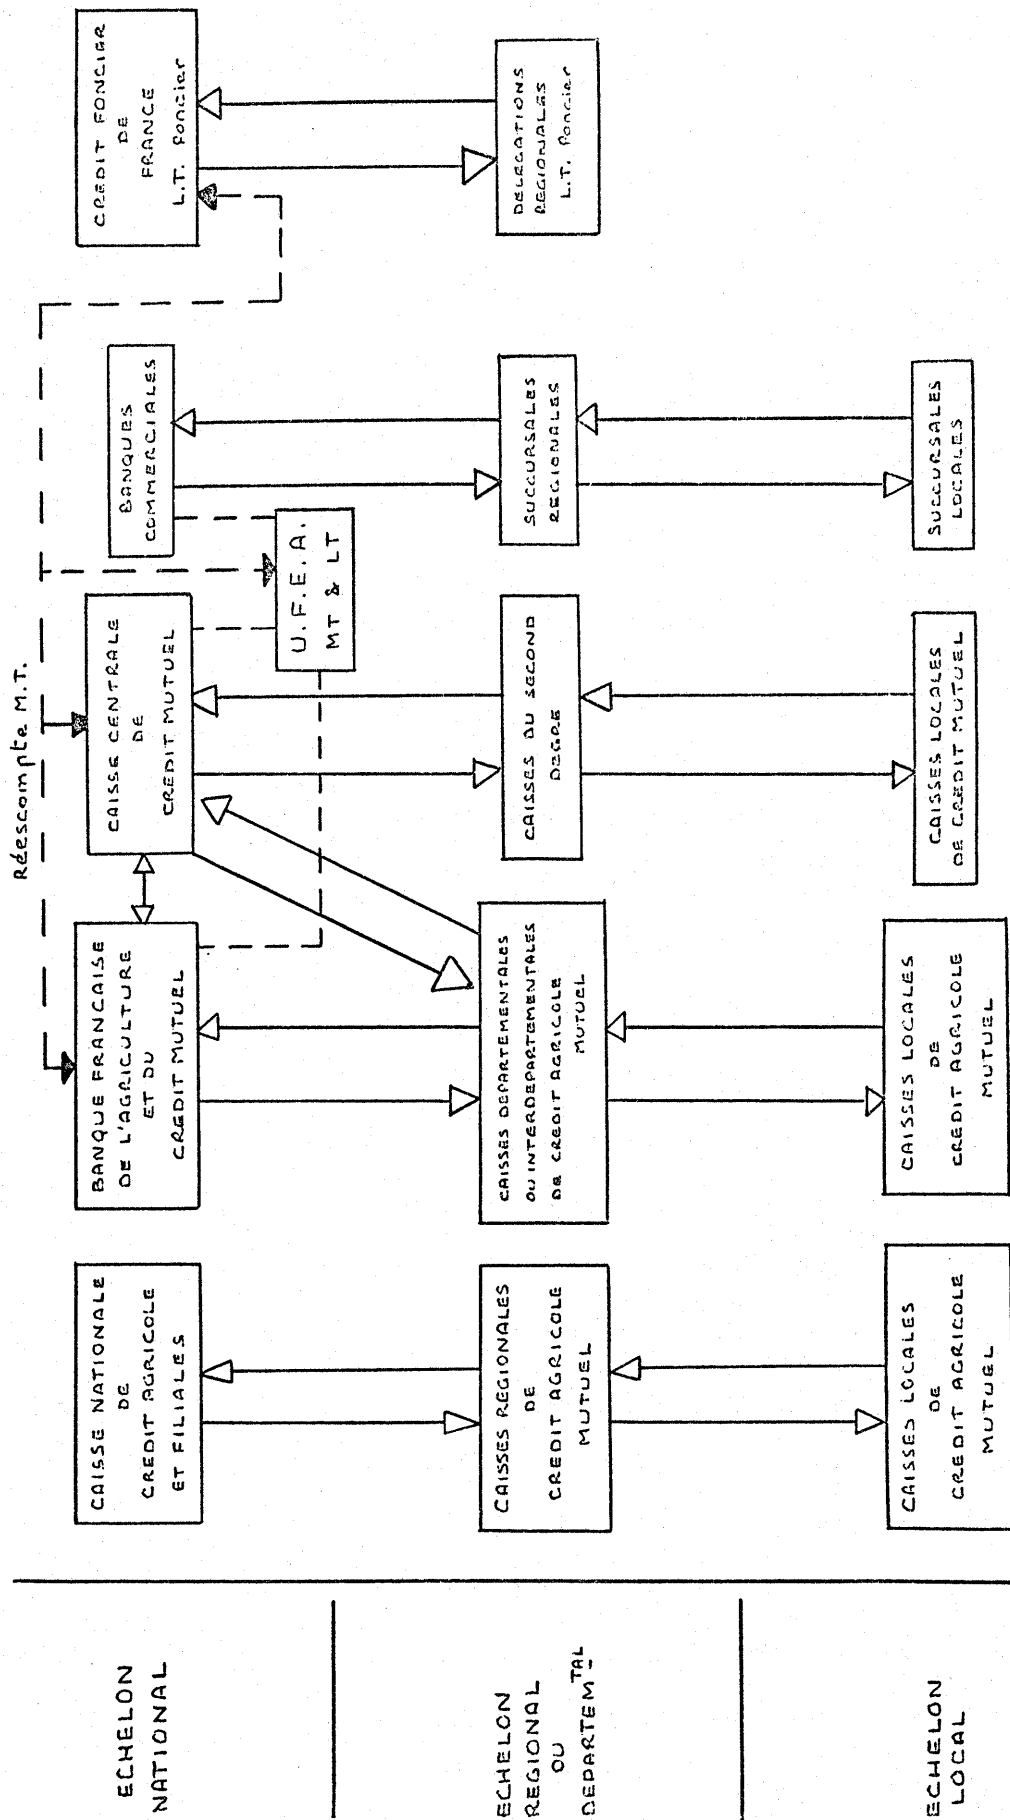 Réescompte M.T.
ECHELON
NATIONAL
CAISSE NATIONALE
DE
CREDIT AGRICOLE
ET FILIALES
BANQUE FRANCAISE
DE L'AGRICULTURE
ET DU
CREDIT MUTUEL
CAISSE CENTRALE
DE
CREDIT MUTUEL
BANQUES
COMMERCIALES
CREDIT FONCIER
DE
FRANCE
L.T. foncier
U.F.E.A.
MT & LT
ECHELON
REGIONAL
OU
DEPARTEMTAL
CAISSES REGIONALES
DE
CREDIT AGRICOLE
MUTUEL
CAISSES DEPARTEMENTALES
OU INTERDEPARTEMENTALES
DE CREDIT AGRICOLE
MUTUEL
CAISSES DU SECOND
DEGRE
SUCCURSALES
REGIONALES
DELEGATIONS
REGIONALES
L.T. foncier
ECHELON
LOCAL
CAISSES LOCALES
DE
CREDIT AGRICOLE
MUTUEL
CAISSES LOCALES
DE
CREDIT AGRICOLE
MUTUEL
CAISSES LOCALES
DE CREDIT MUTUEL
SUCCURSALES
LOCALES